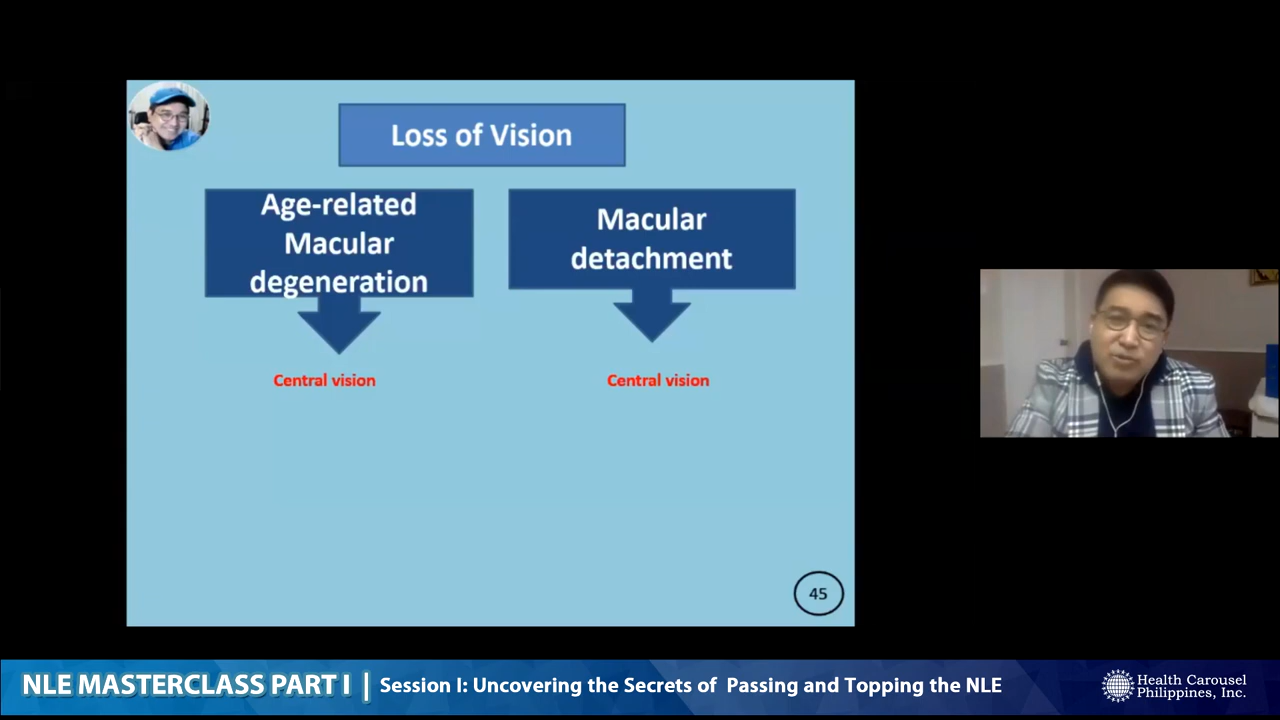 Loss of Vision
Age-related
Macular
degeneration
Macular
detachment
Central vision
Central vision
45
NLE MASTERCLASS PART I | Session I: Uncovering the Secrets of Passing and Topping the NLE
Health Carousel
Philippines, Inc.